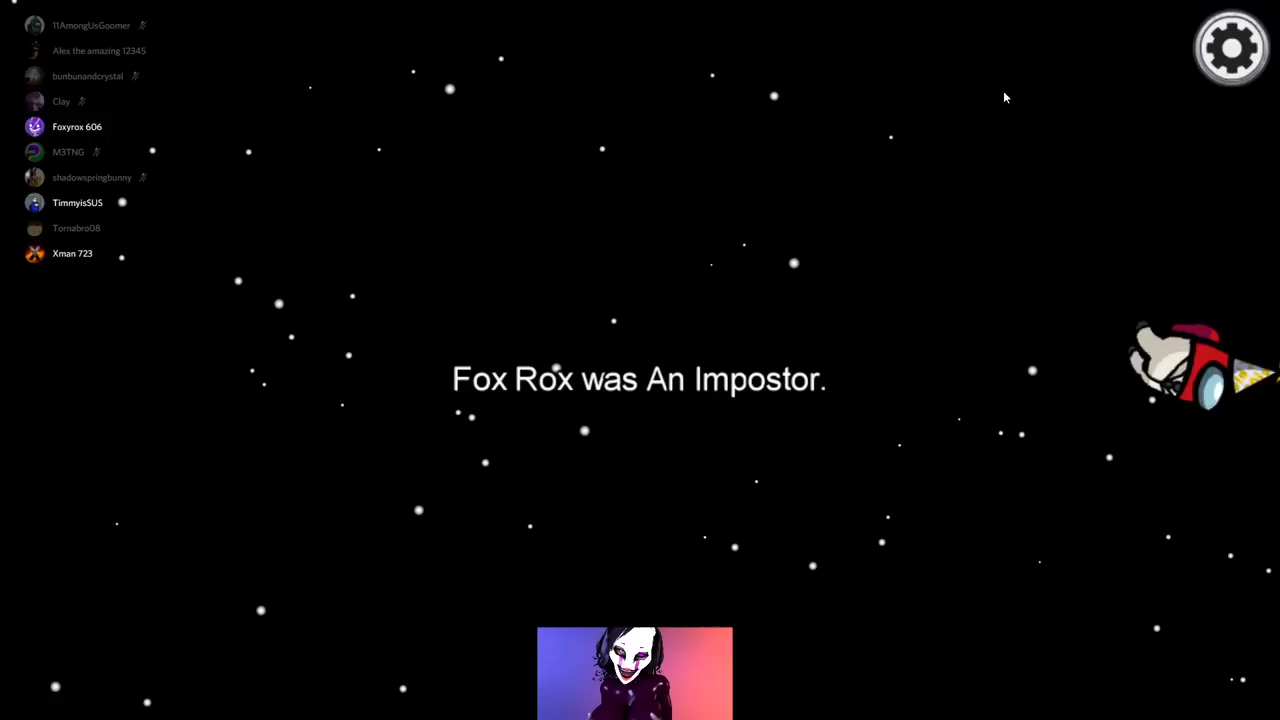 11AmongUsGoomer
Alex the amazing 12345
bunbunandcrystal
Clay
Foxyrox 606
M3TNG
shadowspringbunny
TimmyisSUS
Tornabro08
Xman 723
Fox Rox was An Impostor.